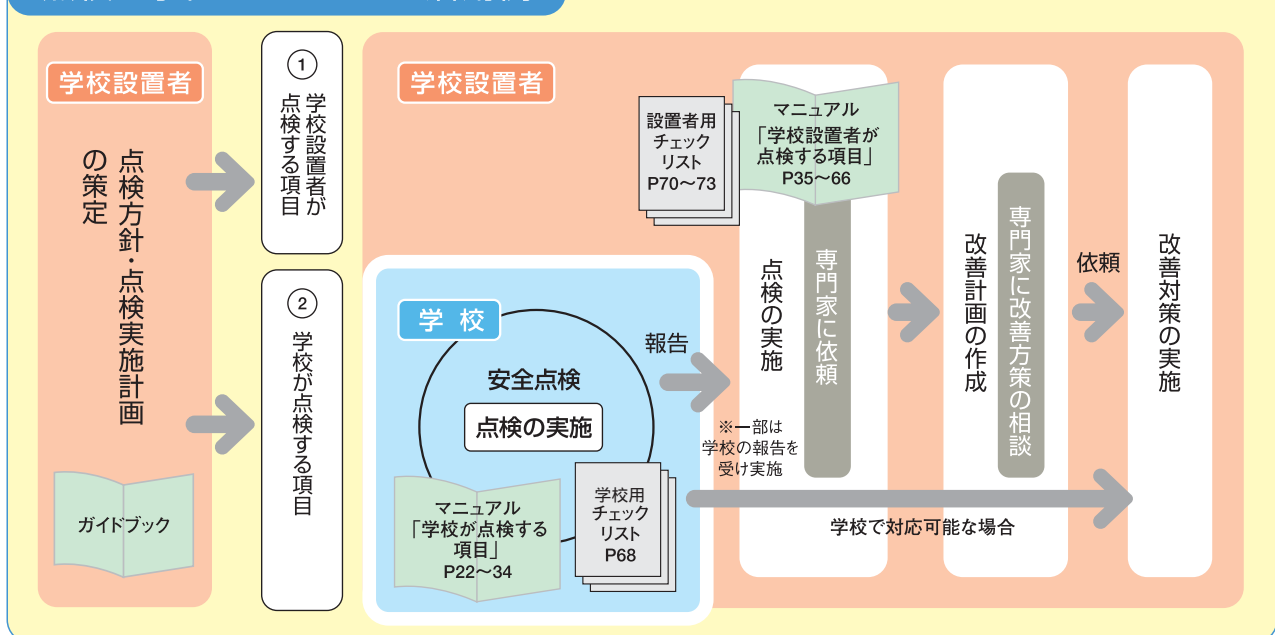 学校設置者
点検方針・点検実施計画
の策定
ガイドブック
①
学校設置者が
点検する項目
②
学校が点検する項目
学校設置者
設置者用
チェック
リスト
P70〜73
マニュアル
「学校設置者が
点検する項目」
P35〜66
点検の実施
専門家に依頼
※一部は
学校の報告を
受け実施
改善計画の作成
専門家に改善方策の相談
依頼
改善対策の実施
学校
安全点検
点検の実施
報告
マニュアル
「学校が点検する
項目」
P22〜34
学校用
チェック
リスト
P68
学校で対応可能な場合